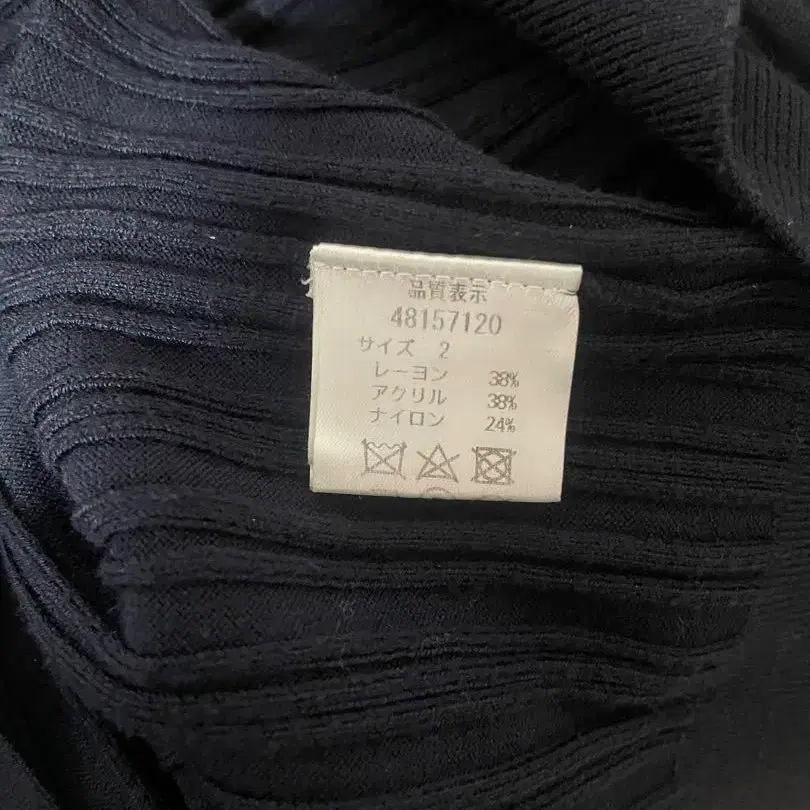 品質表示
48157120
サイズ 2
レーヨン 38%
アクリル 38%
ナイロン 24%